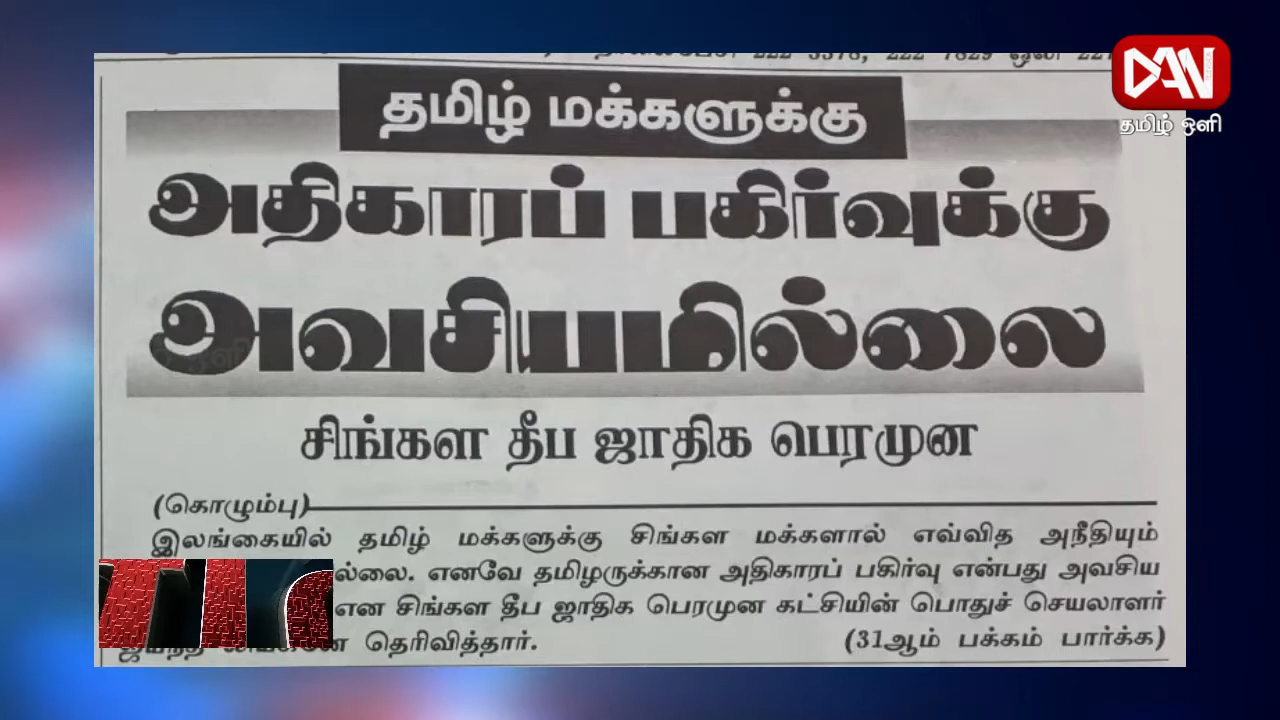 DAN
தமிழ் ஒளி
தமிழ் மக்களுக்கு
அதிகாரப் பகிர்வுக்கு
அவசியமில்லை
சிங்கள தீப ஜாதிக பெரமுன
(கொழும்பு)
இலங்கையில் தமிழ் மக்களுக்கு சிங்கள மக்களால் எவ்வித அநீதியும்
ல்லை. எனவே தமிழருக்கான அதிகாரப் பகிர்வு என்பது அவசிய
என சிங்கள தீப ஜாதிக பெரமுன கட்சியின் பொதுச் செயலாளர்
தெரிவித்தார். (31ஆம் பக்கம் பார்க்க)